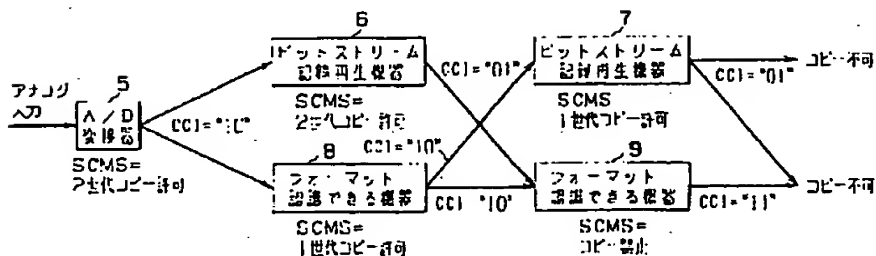 アナログ
入力
5
A/D
変換器
SCMS=
2世代コピー許可
CCI="1C"
6
ビットストリーム
記録再生機器
SCMS=
2世代コピー許可
CCI="01"
CCI="10"
8
フォーマット
認識できる機器
SCMS=
1世代コピー許可
CCI "10"
7
ビットストリーム
記録再生機器
SCMS
1世代コピー許可
CCI="01"
コピー不可
9
フォーマット
認識できる機器
SCMS=
コピー禁止
CCI="11"
コピー不可